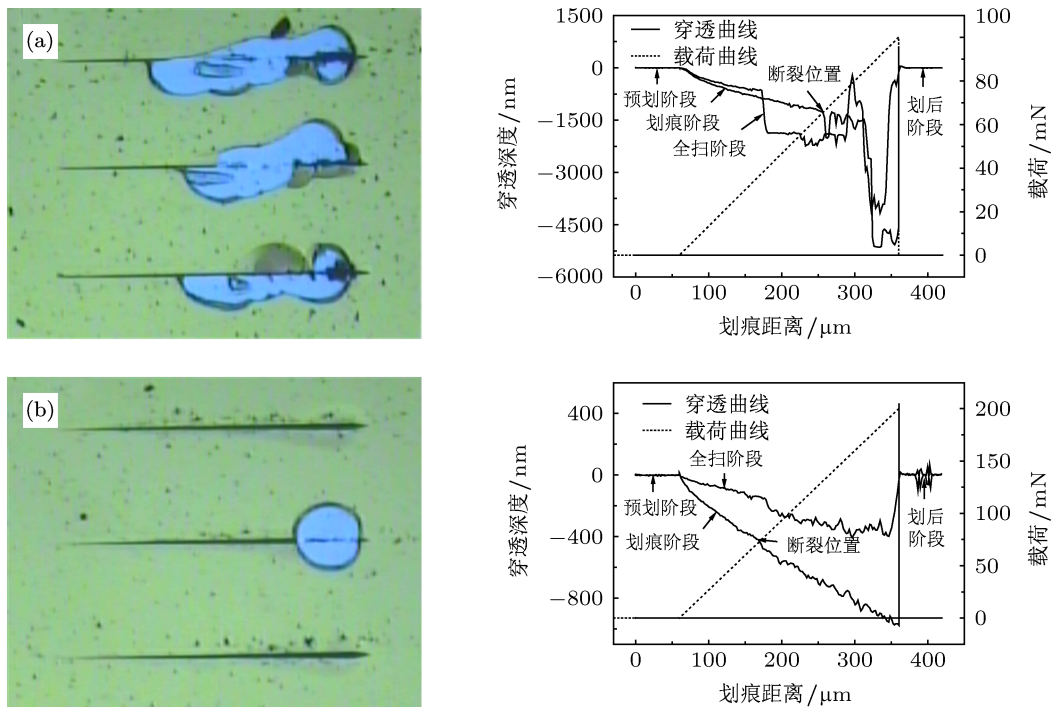 (a)
1500
0
−1500
−3000
−4500
−6000
穿透深度/nm
穿透曲线
载荷曲线
断裂位置
预划阶段
划痕阶段
全扫阶段
划后
阶段
100
80
60
40
20
0
载荷/mN
0 100 200 300 400
划痕距离/μm
(b)
400
0
−400
−800
穿透深度/nm
穿透曲线
载荷曲线
全扫阶段
预划阶段
划痕阶段
断裂位置
划后
阶段
200
150
100
50
0
载荷/mN
0 100 200 300 400
划痕距离/μm